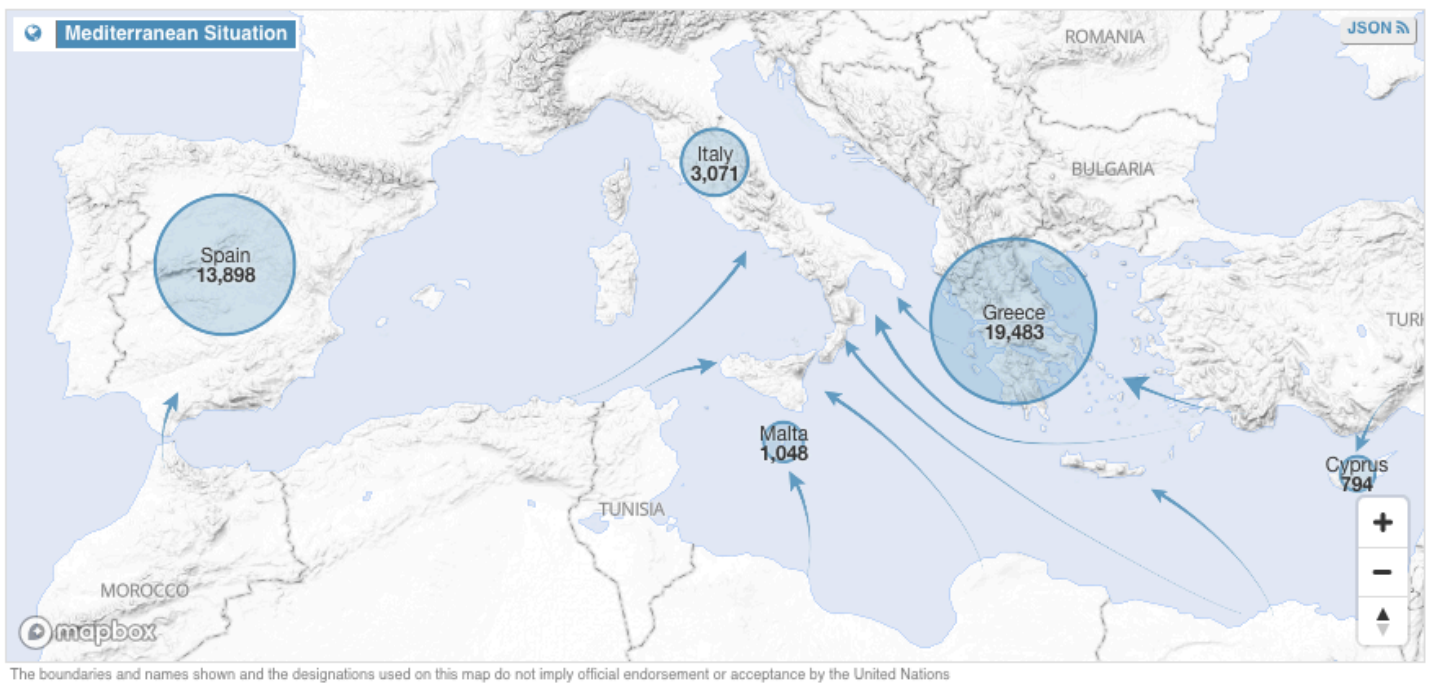 Mediterranean Situation
JSON
ROMANIA
Italy
3,071
BULGARIA
Spain
13,898
Greece
19,483
TURK
Malta
1,048
Cyprus
794
TUNISIA
+
−
MOROCCO
mapbox
The boundaries and names shown and the designations used on this map do not imply official endorsement or acceptance by the United Nations